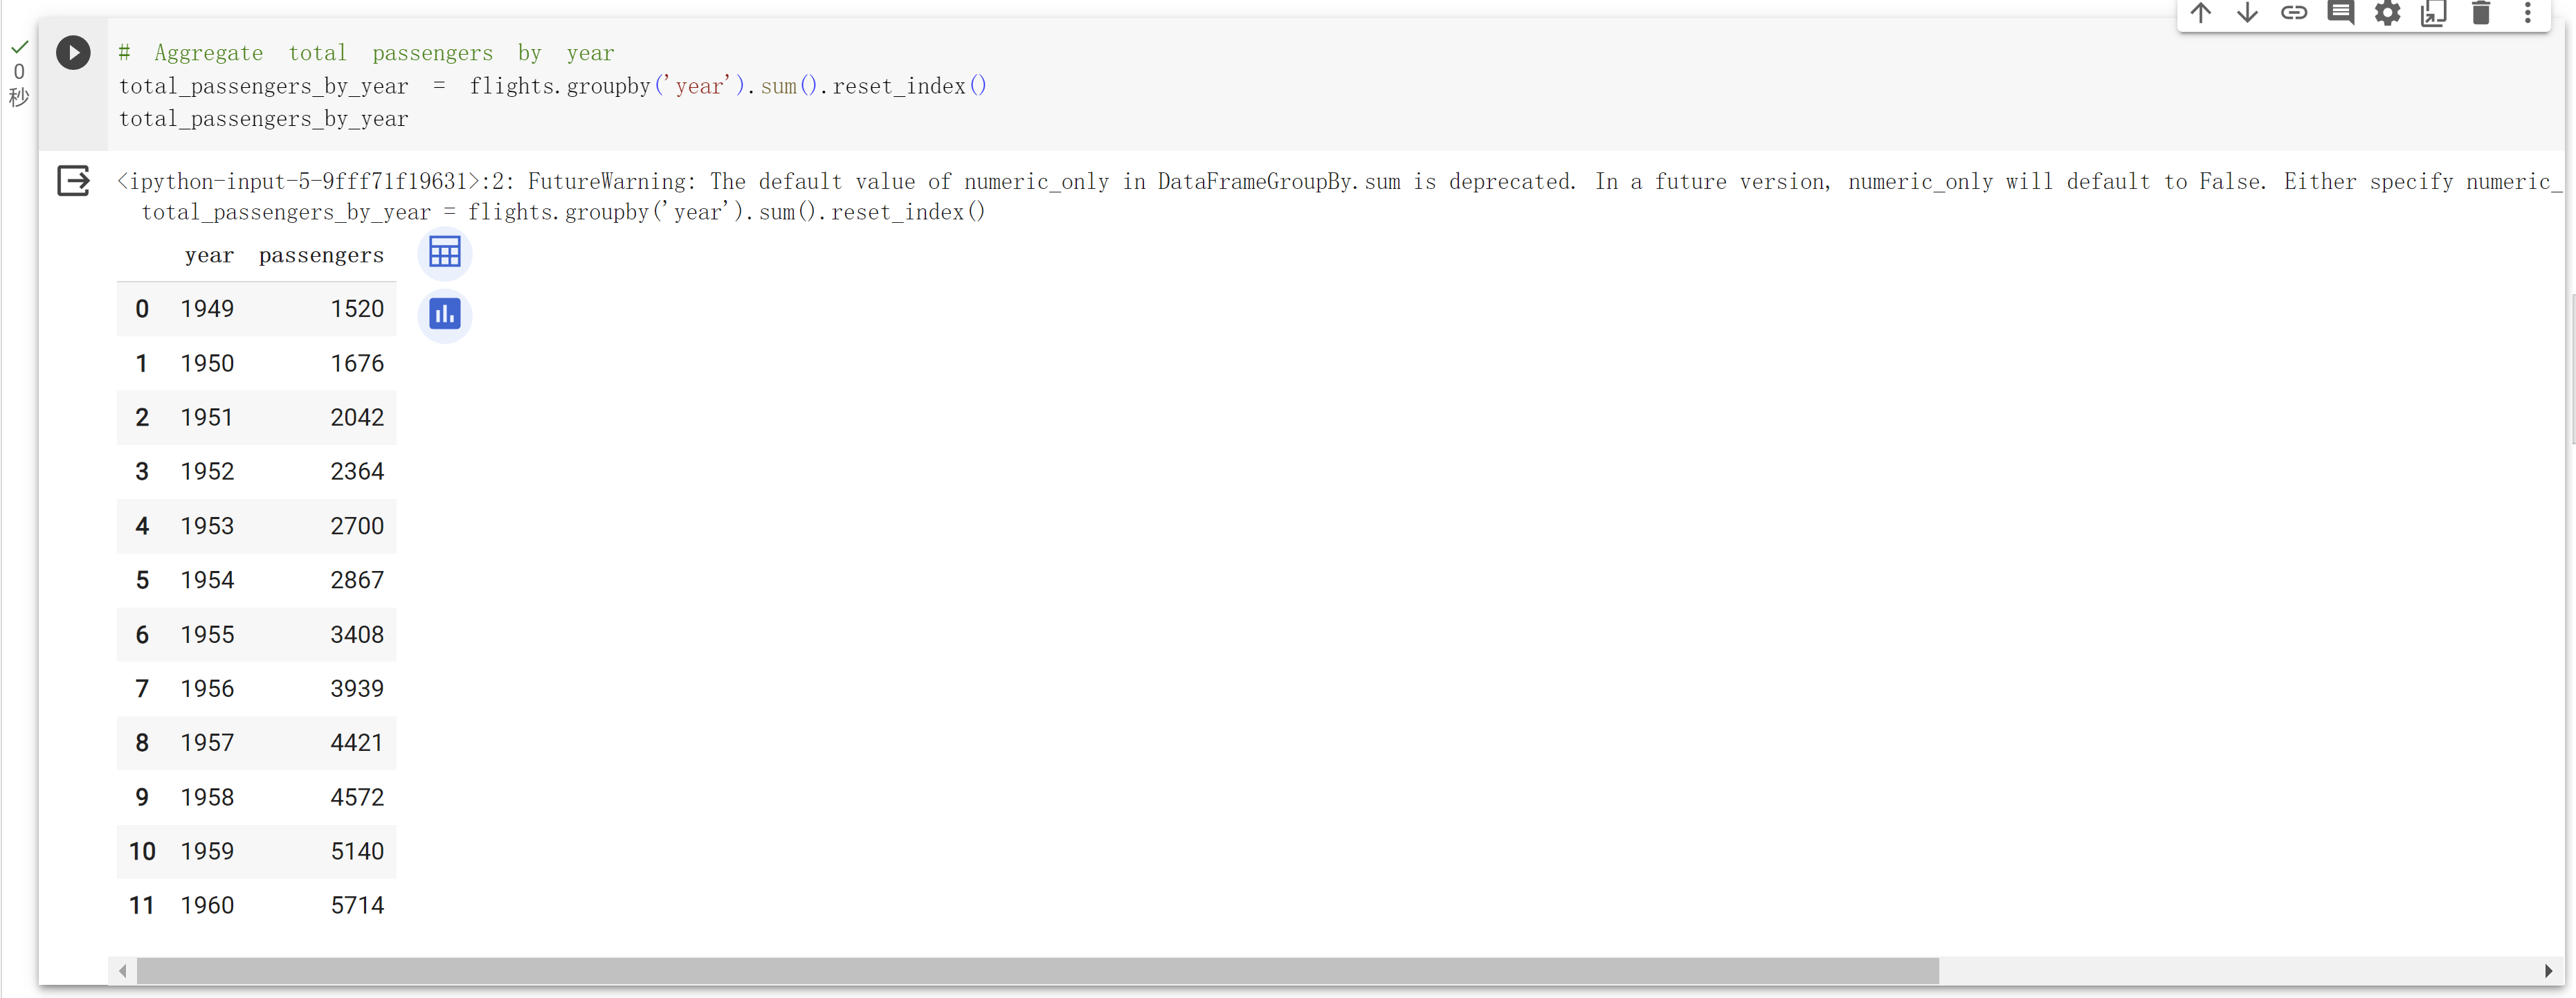 ✓
0
秒
# Aggregate total passengers by year
total_passengers_by_year = flights.groupby('year').sum().reset_index()
total_passengers_by_year
<ipython-input-5-9fff71f19631>:2: FutureWarning: The default value of numeric_only in DataFrameGroupBy.sum is deprecated. In a future version, numeric_only will default to False. Either specify numeric_
total_passengers_by_year = flights.groupby('year').sum().reset_index()
year passengers
0 1949 1520
1 1950 1676
2 1951 2042
3 1952 2364
4 1953 2700
5 1954 2867
6 1955 3408
7 1956 3939
8 1957 4421
9 1958 4572
10 1959 5140
11 1960 5714